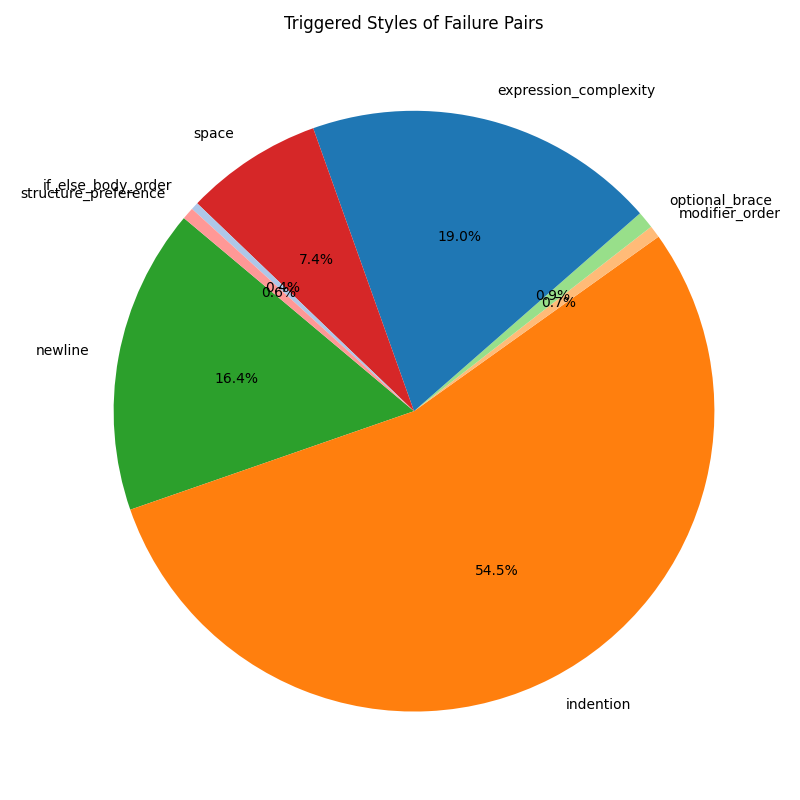 Triggered Styles of Failure Pairs
expression_complexity
space
if_else_body_order
structure_preference
optional_brace
modifier_order
newline
indention
19.0%
7.4%
0.4%
0.6%
0.9%
0.7%
16.4%
54.5%